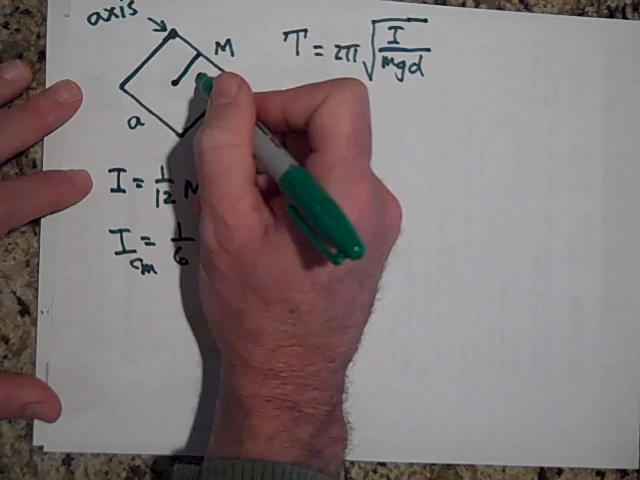 axis
M
T = 2π√(I/mgd)
a
I = 1/12 M
I_cm = 1/6